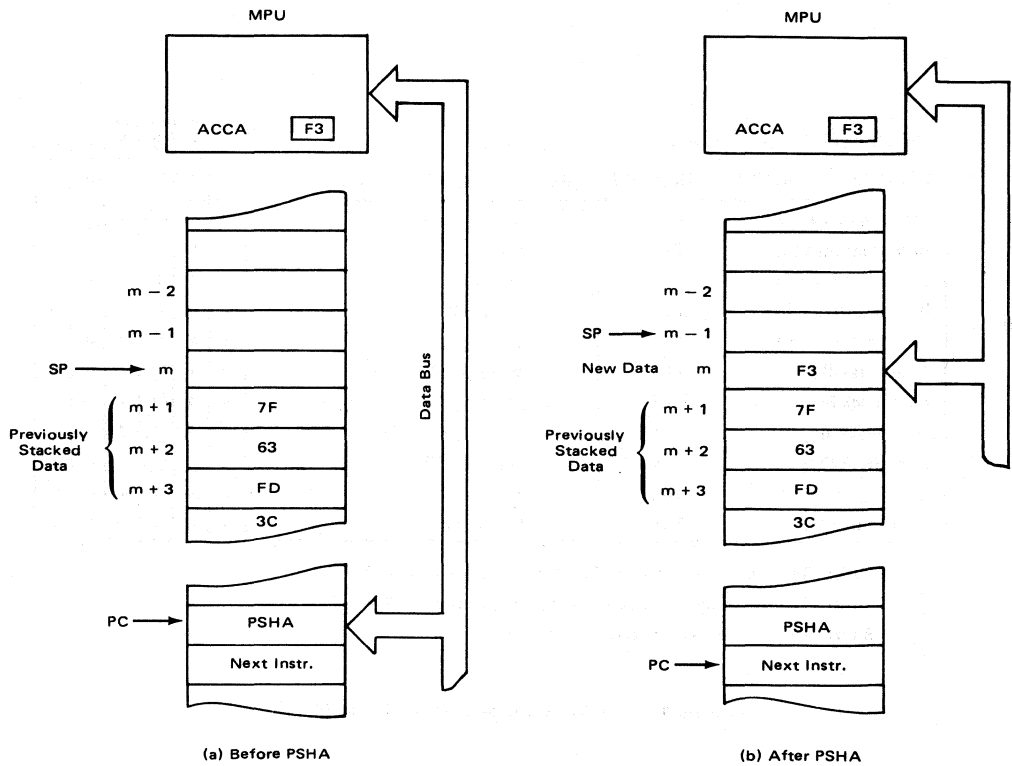 MPU
ACCA F3
m – 2
m – 1
SP m
m + 1 7F
Previously
Stacked
Data
m + 2 63
m + 3 FD
3C
Data Bus
PC PSHA
Next Instr.
(a) Before PSHA
MPU
ACCA F3
m – 2
SP m – 1
New Data m F3
m + 1 7F
Previously
Stacked
Data
m + 2 63
m + 3 FD
3C
PSHA
PC Next Instr.
(b) After PSHA